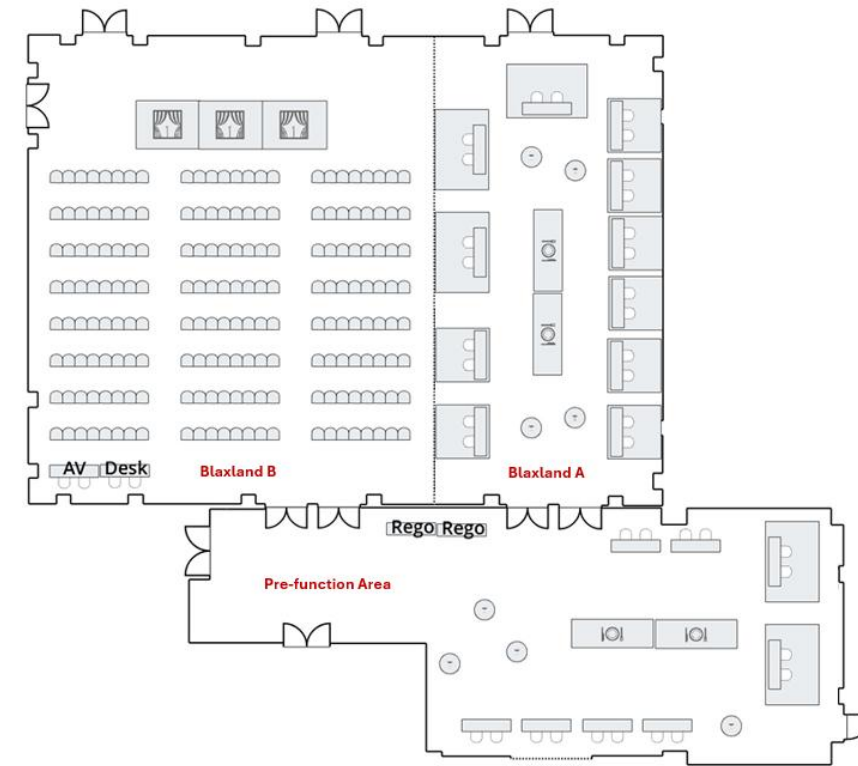 AV Desk
Blaxland B
Blaxland A
Rego Rego
Pre-function Area